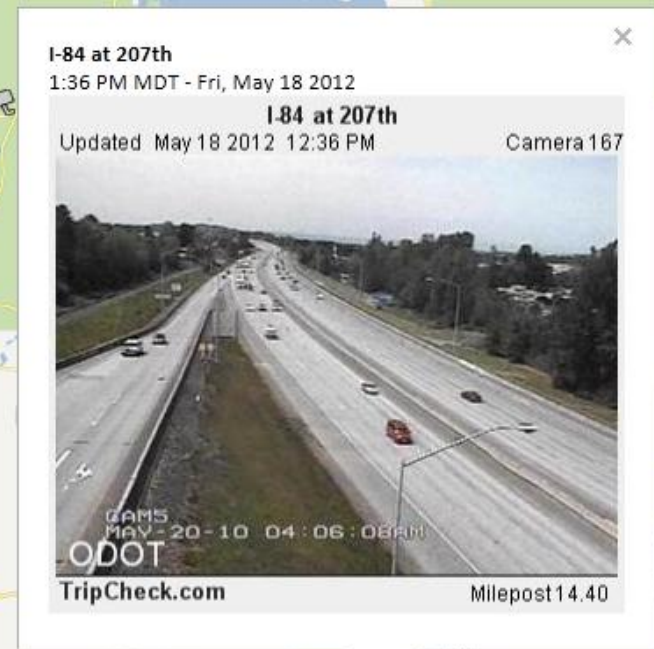 I-84 at 207th
1:36 PM MDT - Fri, May 18 2012
I-84 at 207th
Updated May 18 2012 12:36 PM Camera 167
CAM5
MAY-20-10 04:06:08AM
ODOT
TripCheck.com Milepost 14.40